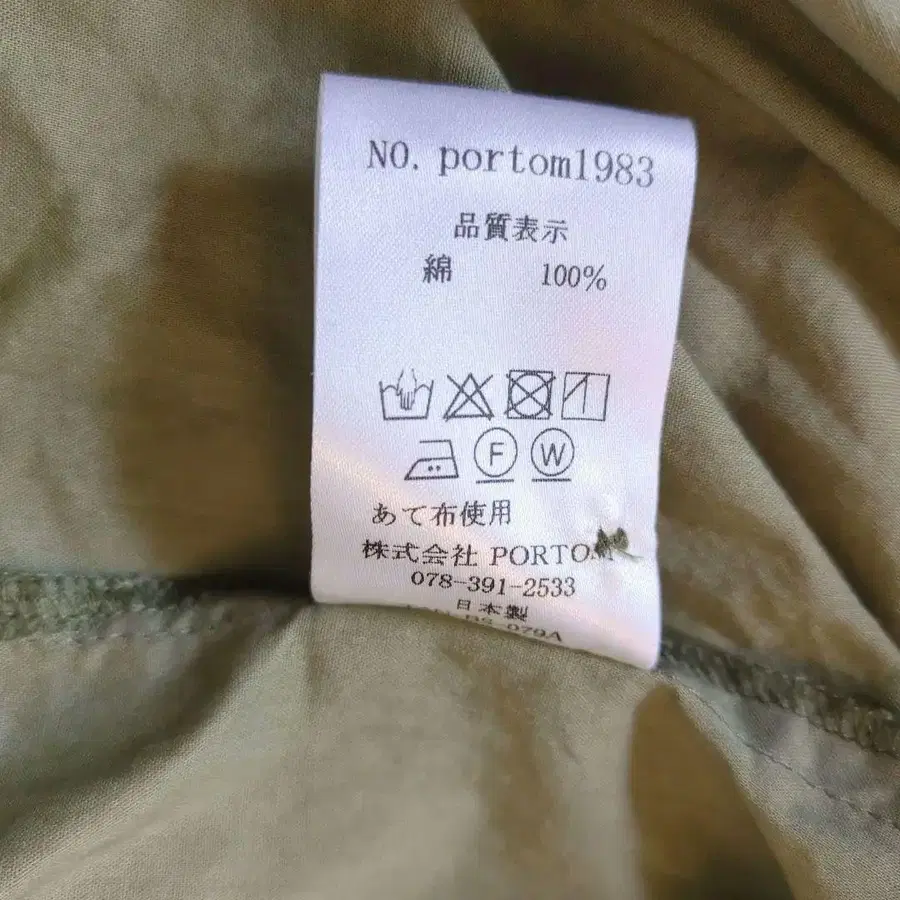 NO. portom1983
品質表示
綿 100%
F W
あて布使用
株式会社 PORTOM
078-391-2533
日本製